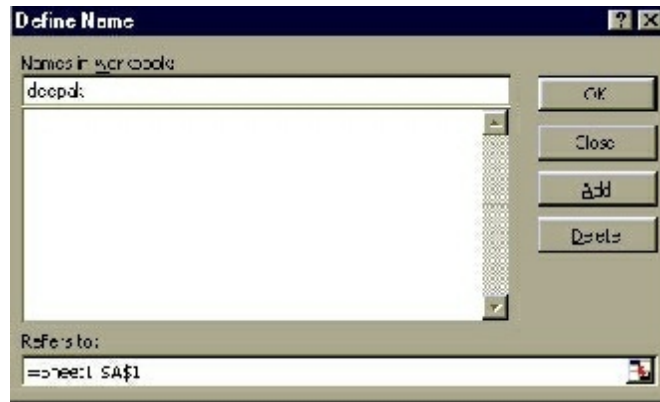 Define Name
Names in workbook:
deepak
OK
Close
Add
Delete
Refers to:
=Sheet1!$A$1